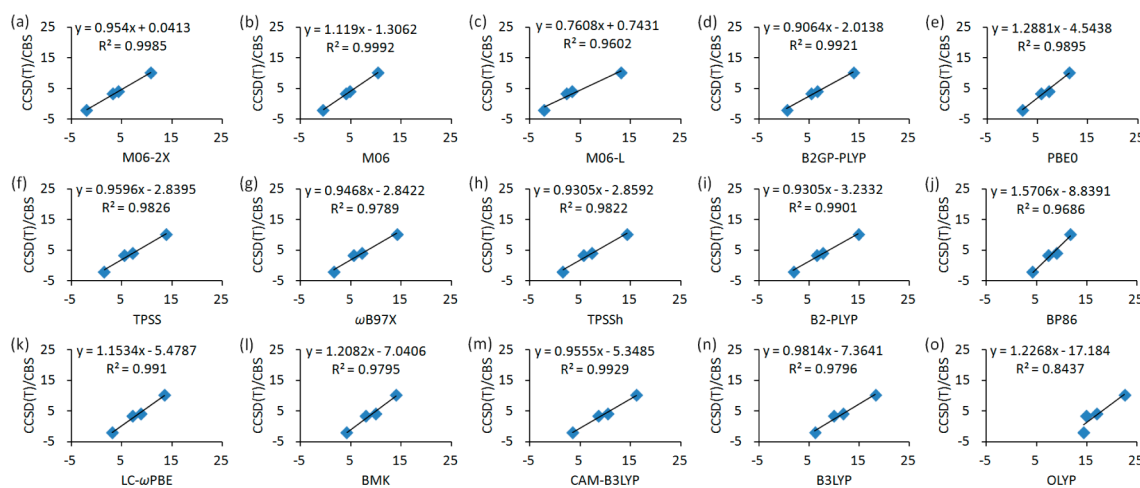 (a)
y = 0.954x + 0.0413
R² = 0.9985
CCSD(T)/CBS
25
15
5
-5
-5 5 15 25
M06-2X
(b)
y = 1.119x - 1.3062
R² = 0.9992
CCSD(T)/CBS
25
15
5
-5
-5 5 15 25
M06
(c)
y = 0.7608x + 0.7431
R² = 0.9602
CCSD(T)/CBS
25
15
5
-5
-5 5 15 25
M06-L
(d)
y = 0.9064x - 2.0138
R² = 0.9921
CCSD(T)/CBS
25
15
5
-5
-5 5 15 25
B2GP-PLYP
(e)
y = 1.2881x - 4.5438
R² = 0.9895
CCSD(T)/CBS
25
15
5
-5
-5 5 15 25
PBE0
(f)
y = 0.9596x - 2.8395
R² = 0.9826
CCSD(T)/CBS
25
15
5
-5
-5 5 15 25
TPSS
(g)
y = 0.9468x - 2.8422
R² = 0.9789
CCSD(T)/CBS
25
15
5
-5
-5 5 15 25
ωB97X
(h)
y = 0.9305x - 2.8592
R² = 0.9822
CCSD(T)/CBS
25
15
5
-5
-5 5 15 25
TPSSh
(i)
y = 0.9305x - 3.2332
R² = 0.9901
CCSD(T)/CBS
25
15
5
-5
-5 5 15 25
B2-PLYP
(j)
y = 1.5706x - 8.8391
R² = 0.9686
CCSD(T)/CBS
25
15
5
-5
-5 5 15 25
BP86
(k)
y = 1.1534x - 5.4787
R² = 0.991
CCSD(T)/CBS
25
15
5
-5
-5 5 15 25
LC-ωPBE
(l)
y = 1.2082x - 7.0406
R² = 0.9795
CCSD(T)/CBS
25
15
5
-5
-5 5 15 25
BMK
(m)
y = 0.9555x - 5.3485
R² = 0.9929
CCSD(T)/CBS
25
15
5
-5
-5 5 15 25
CAM-B3LYP
(n)
y = 0.9814x - 7.3641
R² = 0.9796
CCSD(T)/CBS
25
15
5
-5
-5 5 15 25
B3LYP
(o)
y = 1.2268x - 17.184
R² = 0.8437
CCSD(T)/CBS
25
15
5
-5
-5 5 15 25
OLYP